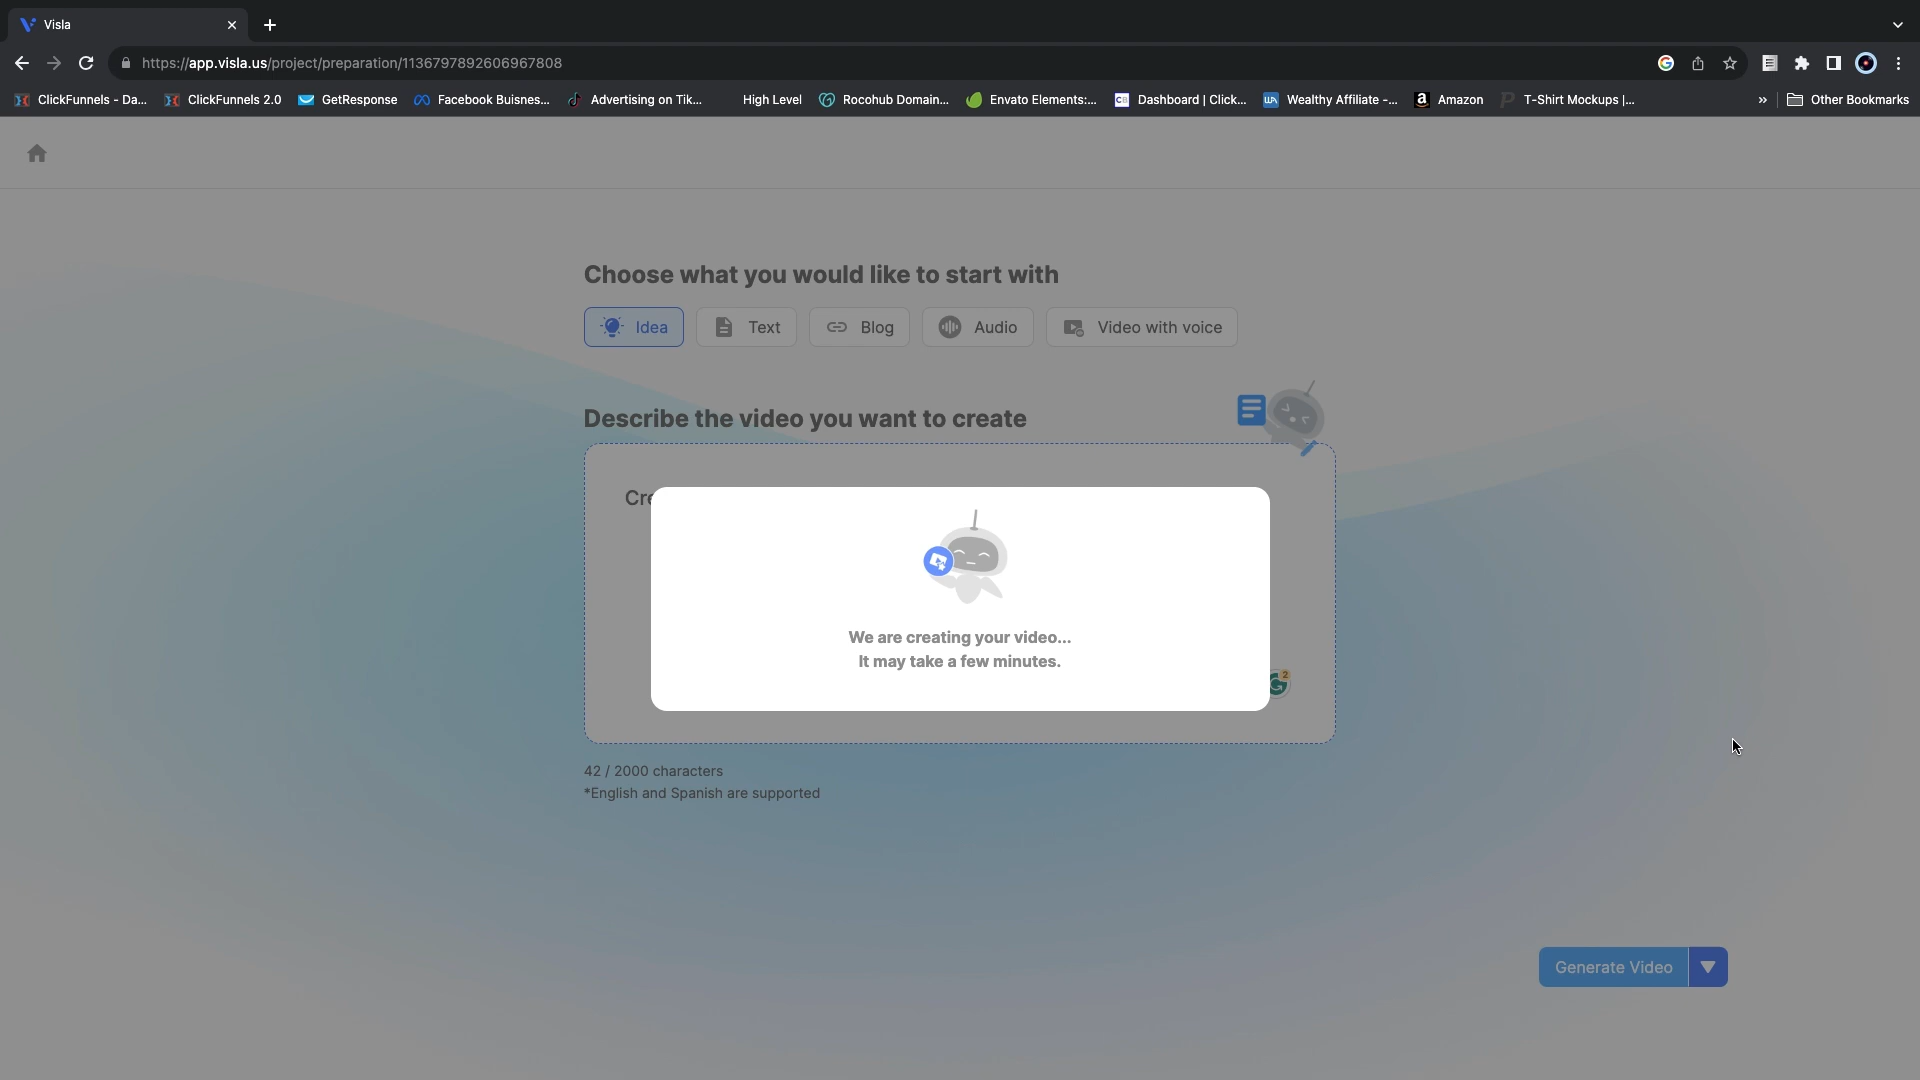 Visla
https://app.visla.us/project/preparation/1136797892606967808
ClickFunnels - Da... ClickFunnels 2.0 GetResponse Facebook Buisnes... Advertising on Tik... High Level Rocohub Domain... Envato Elements:... Dashboard | Click... Wealthy Affiliate -... Amazon T-Shirt Mockups |... » Other Bookmarks
Choose what you would like to start with
Idea Text Blog Audio Video with voice
Describe the video you want to create
Cre
We are creating your video...
It may take a few minutes.
2
42 / 2000 characters
*English and Spanish are supported
Generate Video